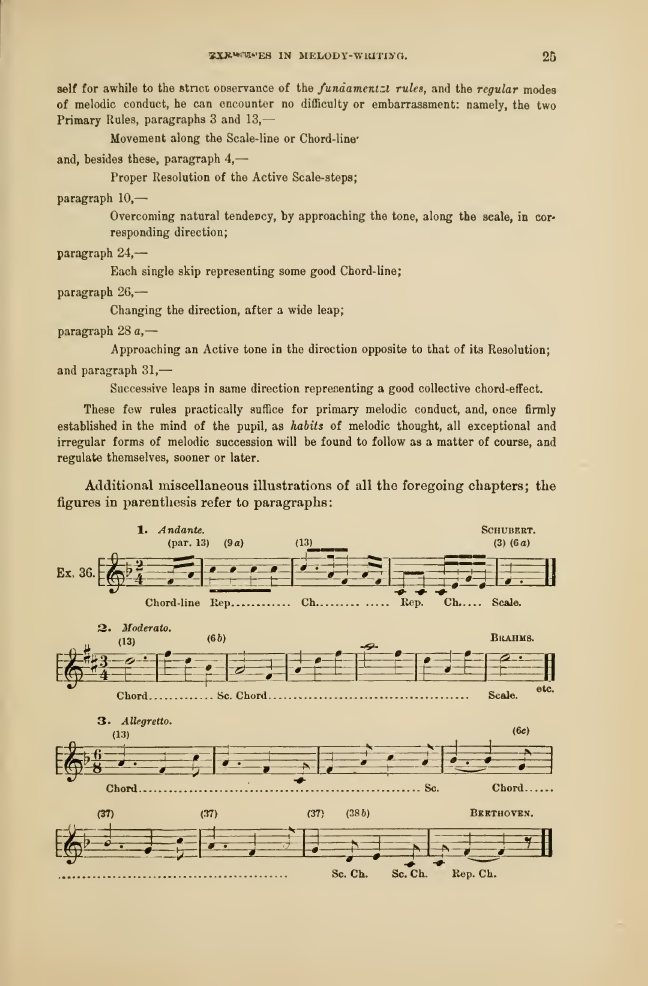 ES IN MELODY-WRITING. 25
self for awhile to the strict observance of the fundamental rules, and the regular modes
of melodic conduct, he can encounter no difficulty or embarrassment: namely, the two
Primary Rules, paragraphs 3 and 13,—
Movement along the Scale-line or Chord-line
and, besides these, paragraph 4,—
Proper Resolution of the Active Scale-steps;
paragraph 10,—
Overcoming natural tendency, by approaching the tone, along the scale, in cor-
responding direction;
paragraph 24,—
Each single skip representing some good Chord-line;
paragraph 26,—
Changing the direction, after a wide leap;
paragraph 28 a,—
Approaching an Active tone in the direction opposite to that of its Resolution;
and paragraph 31,—
Successive leaps in same direction representing a good collective chord-effect.
These few rules practically suffice for primary melodic conduct, and, once firmly
established in the mind of the pupil, as habits of melodic thought, all exceptional and
irregular forms of melodic succession will be found to follow as a matter of course, and
regulate themselves, sooner or later.
Additional miscellaneous illustrations of all the foregoing chapters; the
figures in parenthesis refer to paragraphs:
1. Andante. SCHUBERT.
(par. 13) (9 a) (13) (3) (6 a)
Ex. 36. 2 4
Chord-line Rep........... Ch......... ..... Rep. Ch.... Scale.
2. Moderato.
(13) (6 b) BRAHMS.
3 4
Chord............ Sc. Chord........................................ Scale. etc.
3. Allegretto.
(13) (6c)
6 8
Chord..................................................... Sc. Chord......
(37) (37) (37) (38 b) BEETHOVEN.
............................................. Sc. Ch. Sc. Ch. Rep. Ch.